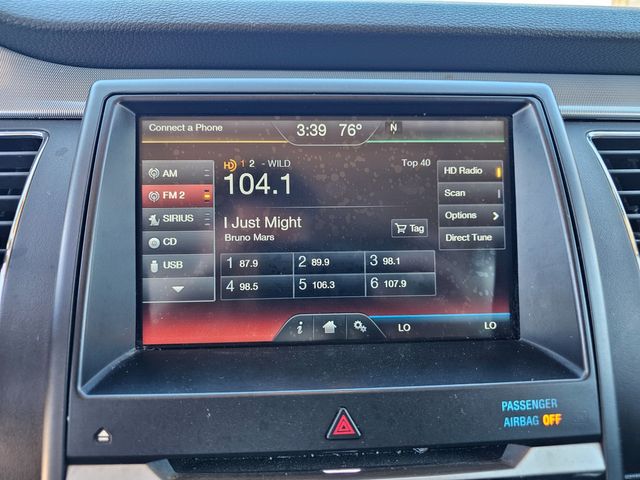 Connect a Phone
3:39 76°
N
HD 1 2 - WILD
Top 40
104.1
AM
FM 2
SIRIUS
CD
USB
I Just Might
Bruno Mars
Tag
1 87.9
2 89.9
3 98.1
4 98.5
5 106.3
6 107.9
HD Radio
Scan
Options
Direct Tune
i
LO
LO
PASSENGER
AIRBAG OFF